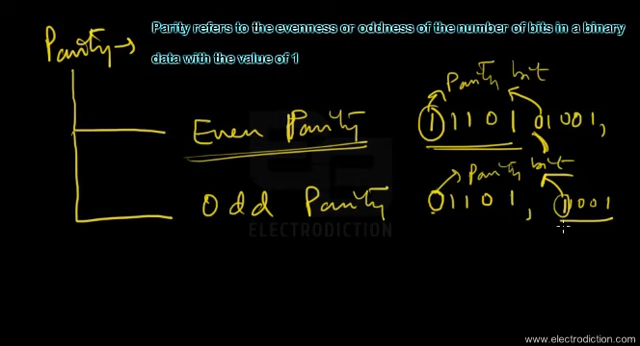 Parity → Parity refers to the evenness or oddness of the number of bits in a binary
data with the value of 1
Parity bit
Even Parity 11101 01001,
Parity bit
Odd Parity 01101, 10001
ELECTRODICTION
www.electrodiction.com